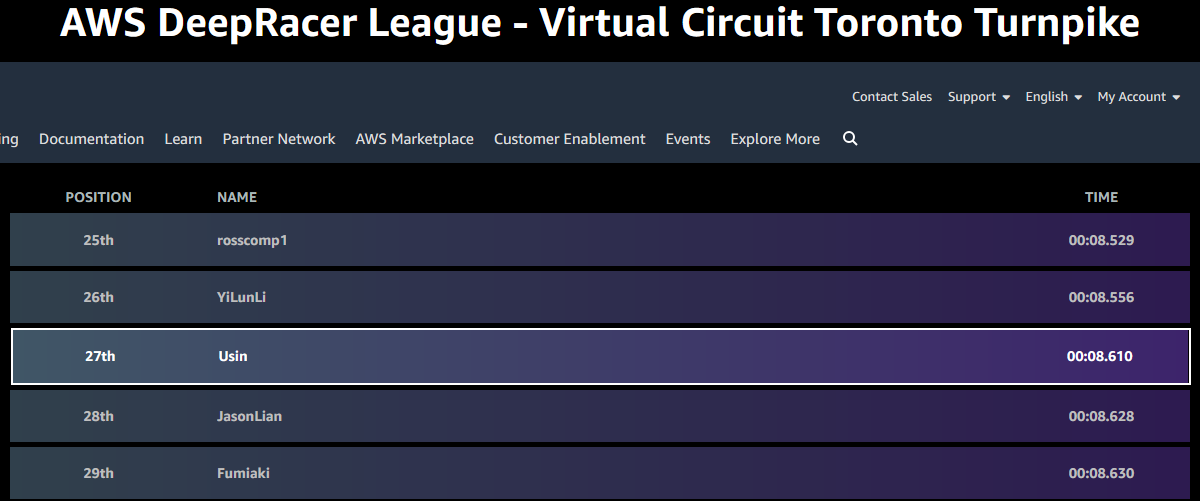 AWS DeepRacer League - Virtual Circuit Toronto Turnpike
Contact Sales Support English My Account
ing Documentation Learn Partner Network AWS Marketplace Customer Enablement Events Explore More
POSITION NAME TIME
25th rosscomp1 00:08.529
26th YiLunLi 00:08.556
27th Usin 00:08.610
28th JasonLian 00:08.628
29th Fumiaki 00:08.630